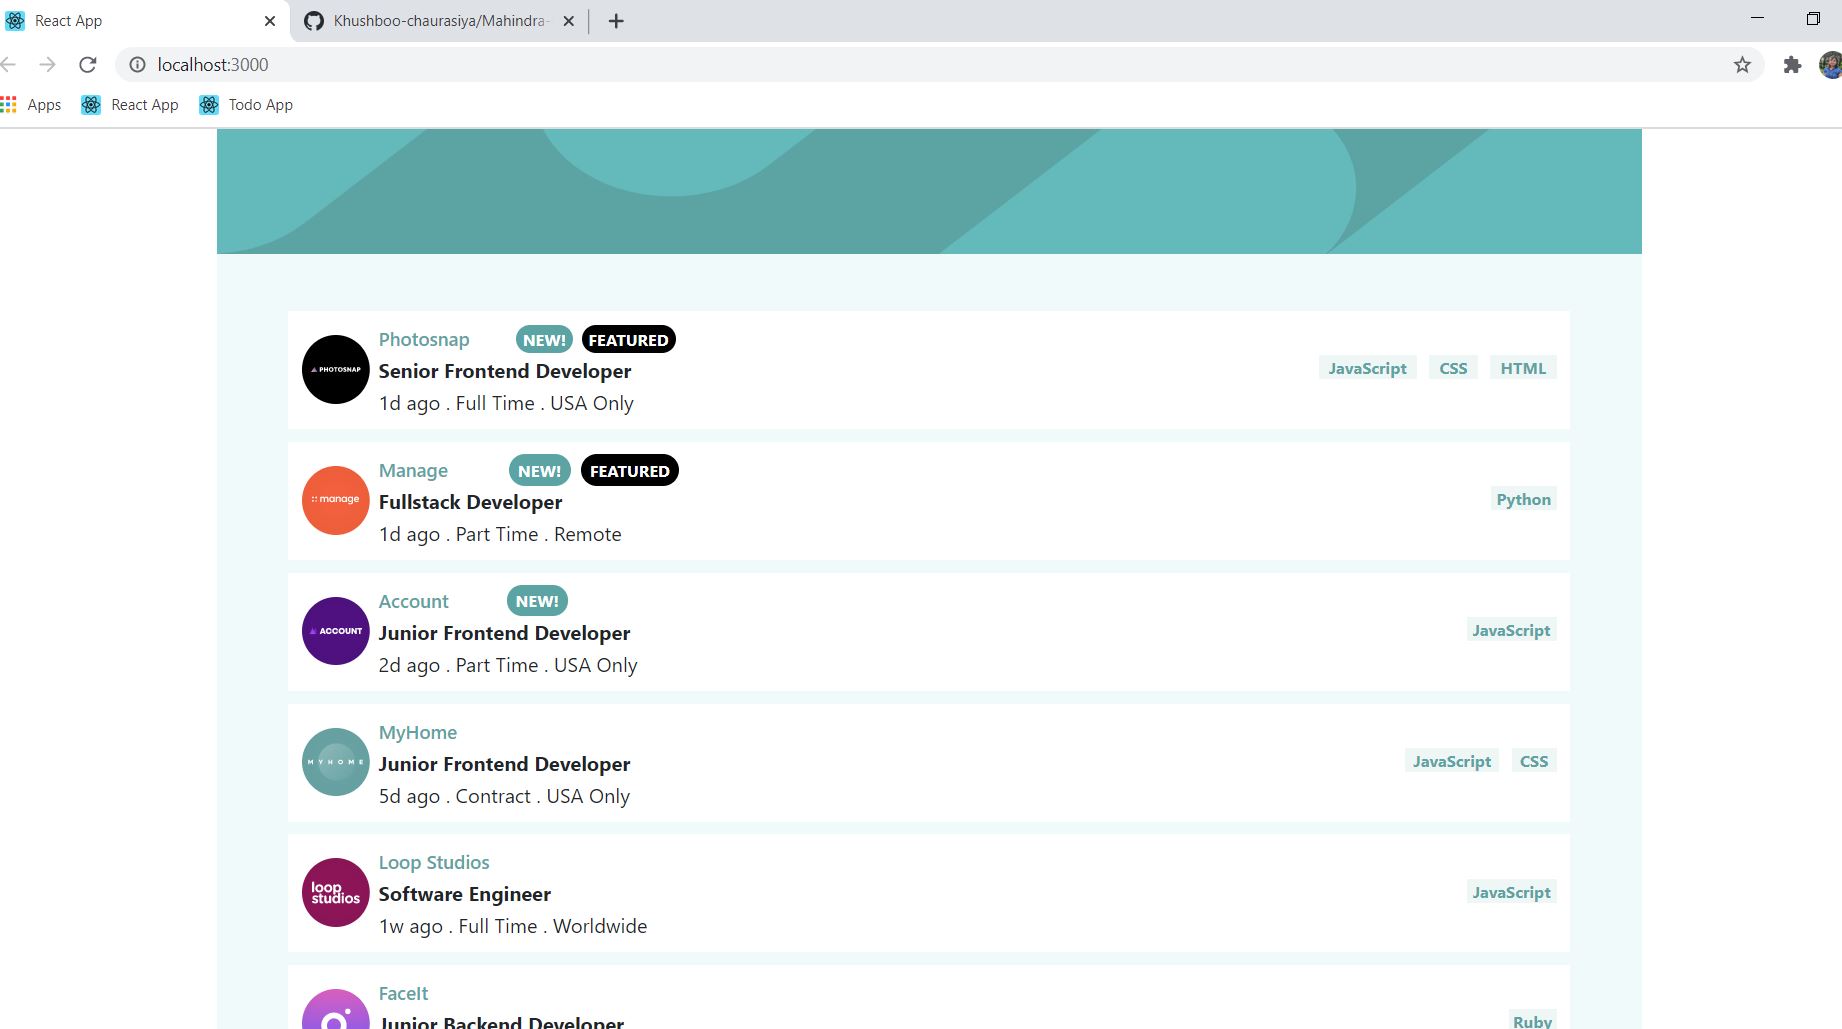 React App
Khushboo-chaurasiya/Mahindra-
localhost:3000
Apps React App Todo App
PHOTOSNAP
Photosnap NEW! FEATURED
Senior Frontend Developer
1d ago . Full Time . USA Only
JavaScript CSS HTML
:: manage
Manage NEW! FEATURED
Fullstack Developer
1d ago . Part Time . Remote
Python
ACCOUNT
Account NEW!
Junior Frontend Developer
2d ago . Part Time . USA Only
JavaScript
MYHOME
MyHome
Junior Frontend Developer
5d ago . Contract . USA Only
JavaScript CSS
loop
studios
Loop Studios
Software Engineer
1w ago . Full Time . Worldwide
JavaScript
FaceIt
Junior Backend Developer
Ruby